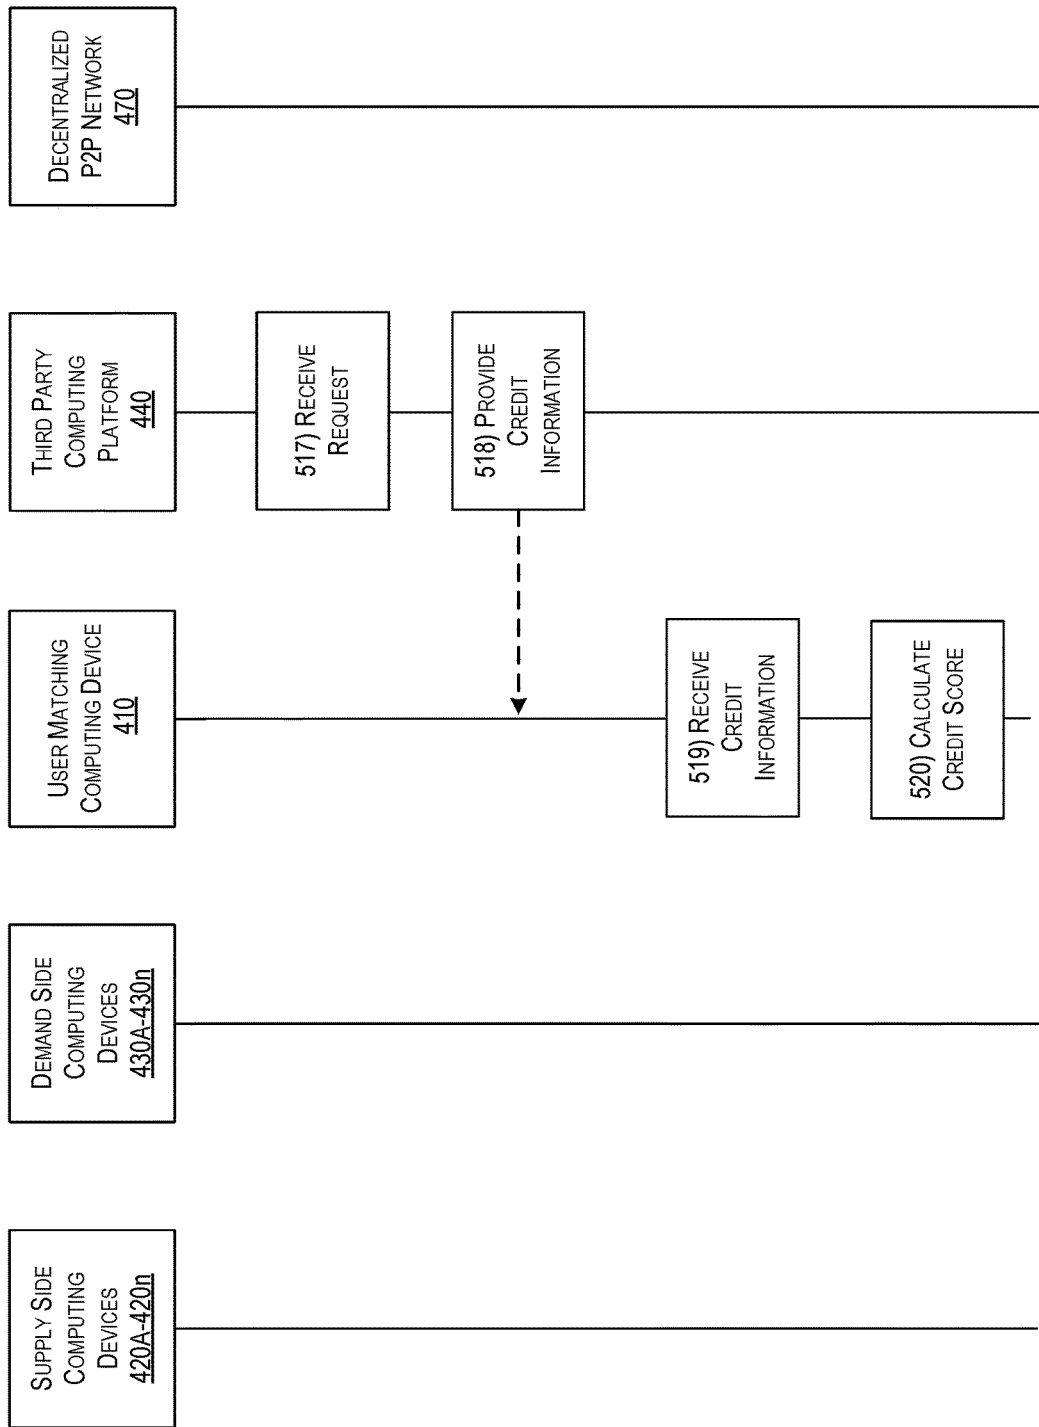 SUPPLY SIDE
COMPUTING
DEVICES
420A-420n
DEMAND SIDE
COMPUTING
DEVICES
430A-430n
USER MATCHING
COMPUTING DEVICE
410
THIRD PARTY
COMPUTING
PLATFORM
440
DECENTRALIZED
P2P NETWORK
470
517) RECEIVE
REQUEST
518) PROVIDE
CREDIT
INFORMATION
519) RECEIVE
CREDIT
INFORMATION
520) CALCULATE
CREDIT SCORE